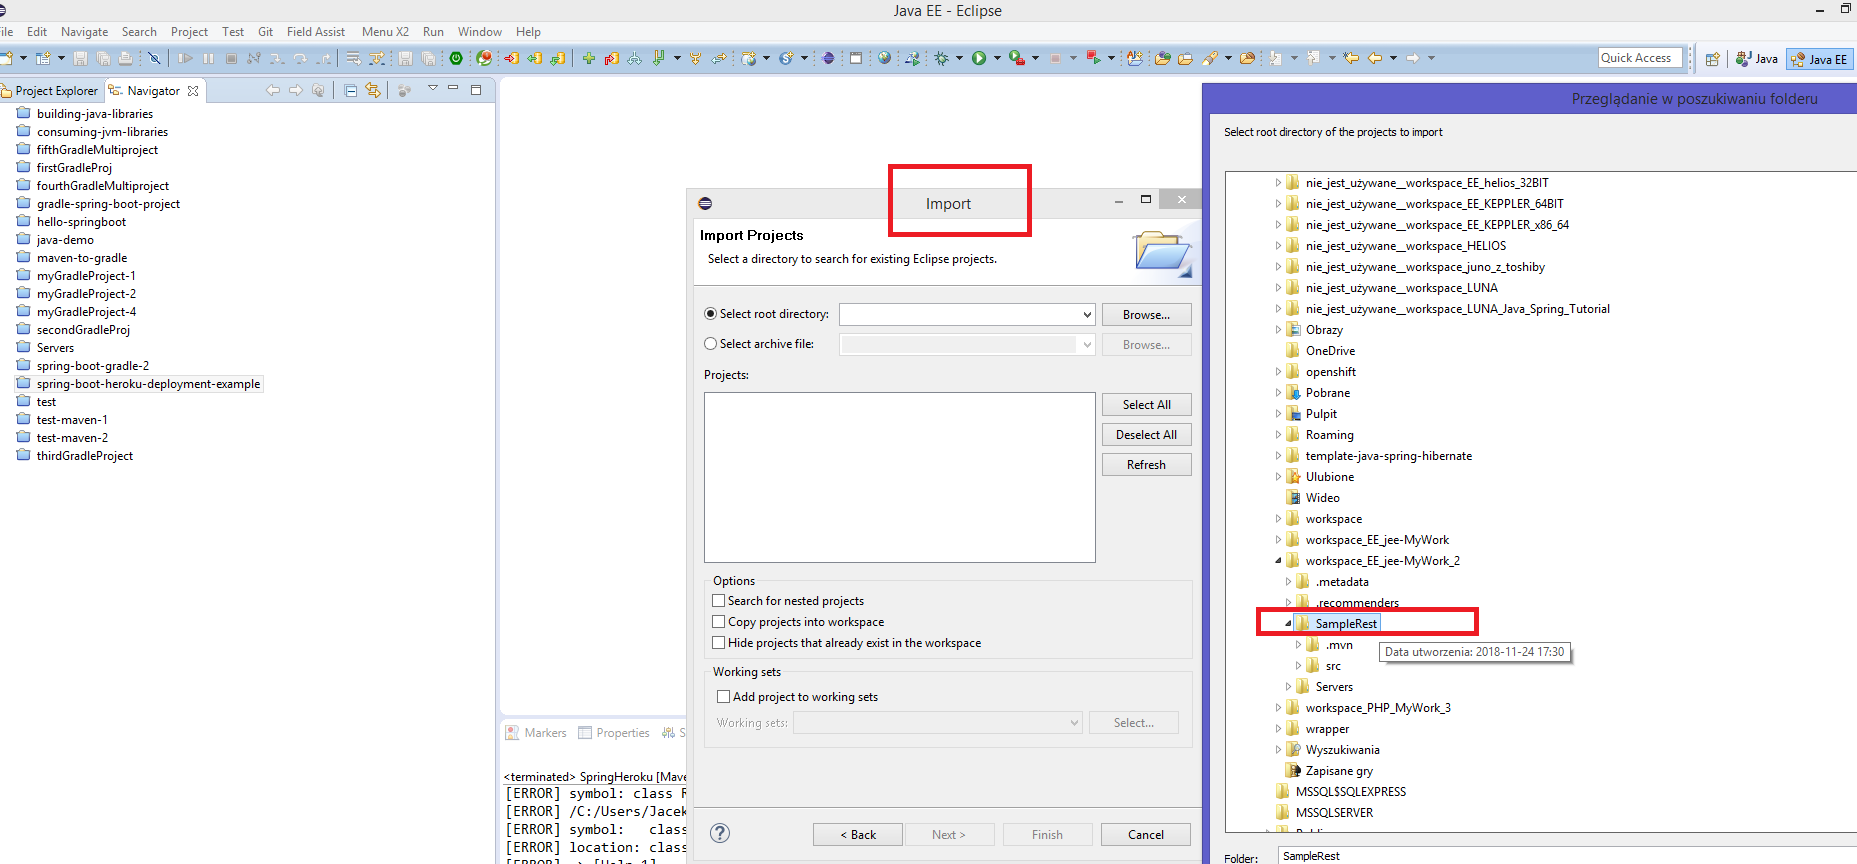 Java EE - Eclipse
File Edit Navigate Search Project Test Git Field Assist Menu X2 Run Window Help
Quick Access
Java
Java EE
Project Explorer
Navigator
building-java-libraries
consuming-jvm-libraries
fifthGradleMultiproject
firstGradleProj
fourthGradleMultiproject
gradle-spring-boot-project
hello-springboot
java-demo
maven-to-gradle
myGradleProject-1
myGradleProject-2
myGradleProject-4
secondGradleProj
Servers
spring-boot-gradle-2
spring-boot-heroku-deployment-example
test
test-maven-1
test-maven-2
thirdGradleProject
Import
Import Projects
Select a directory to search for existing Eclipse projects.
Select root directory:
Browse...
Select archive file:
Browse...
Projects:
Select All
Deselect All
Refresh
Options
Search for nested projects
Copy projects into workspace
Hide projects that already exist in the workspace
Working sets
Add project to working sets
Working sets:
Select...
< Back
Next >
Finish
Cancel
Markers
Properties
S
<terminated> SpringHeroku [Mave
[ERROR] symbol: class R
[ERROR] /C:/Users/Jacek
[ERROR] symbol: class
[ERROR] location: class
[ERROR] -> [Help 1]
Przeglądanie w poszukiwaniu folderu
Select root directory of the projects to import
nie_jest_używane__workspace_EE_helios_32BIT
nie_jest_używane__workspace_EE_KEPPLER_64BIT
nie_jest_używane__workspace_EE_KEPPLER_x86_64
nie_jest_używane__workspace_HELIOS
nie_jest_używane__workspace_juno_z_toshiby
nie_jest_używane__workspace_LUNA
nie_jest_używane__workspace_LUNA_Java_Spring_Tutorial
Obrazy
OneDrive
openshift
Pobrane
Pulpit
Roaming
template-java-spring-hibernate
Ulubione
Wideo
workspace
workspace_EE_jee-MyWork
workspace_EE_jee-MyWork_2
.metadata
.recommenders
SampleRest
.mvn
Data utworzenia: 2018-11-24 17:30
src
Servers
workspace_PHP_MyWork_3
wrapper
Wyszukiwania
Zapisane gry
MSSQL$SQLEXPRESS
MSSQLSERVER
Folder:
SampleRest